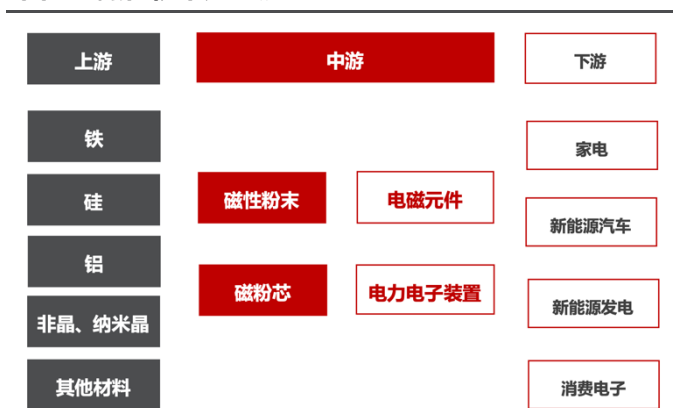 上游
中游
下游
铁
家电
硅
磁性粉末
电磁元件
新能源汽车
铝
磁粉芯
电力电子装置
新能源发电
非晶、纳米晶
其他材料
消费电子